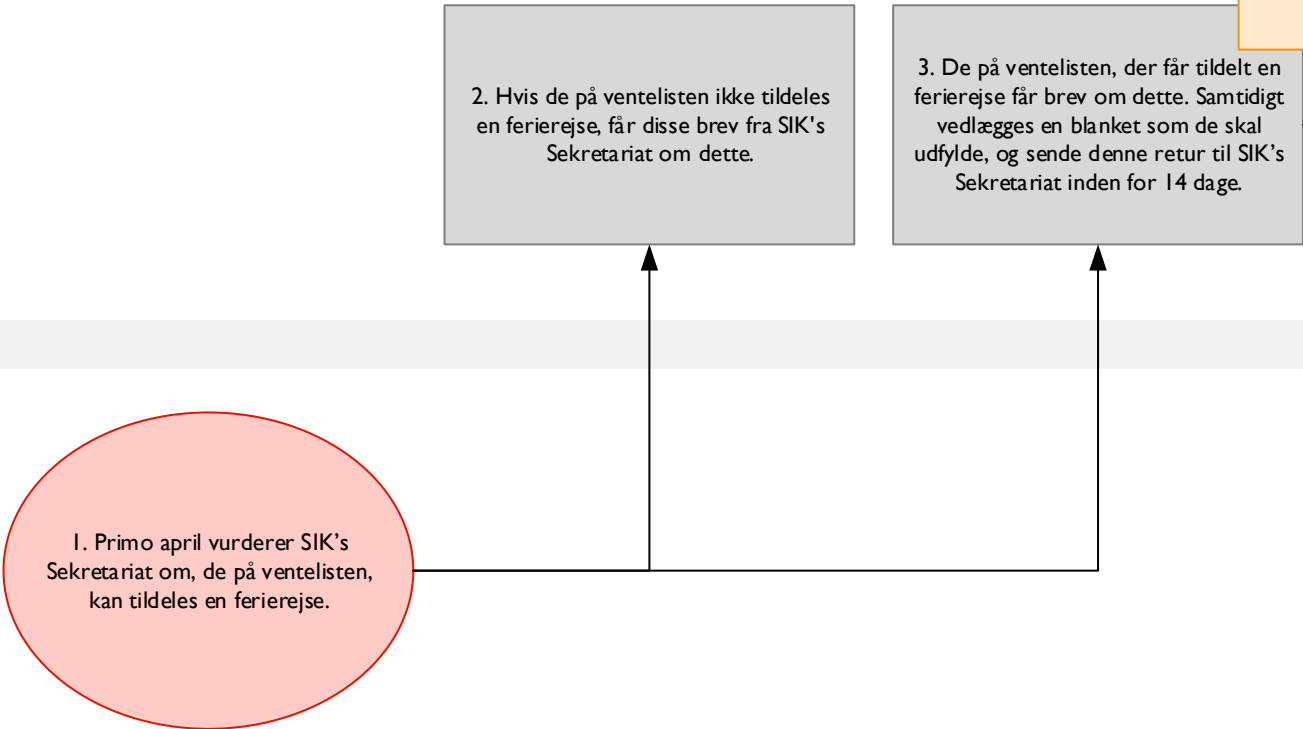 2. Hvis de på ventelisten ikke tildeles
en ferierejse, får disse brev fra SIK's
Sekretariat om dette.
3. De på ventelisten, der får tildelt en
ferierejse får brev om dette. Samtidigt
vedlægges en blanket som de skal
udfylde, og sende denne retur til SIK’s
Sekretariat inden for 14 dage.
1. Primo april vurderer SIK’s
Sekretariat om, de på ventelisten,
kan tildeles en ferierejse.